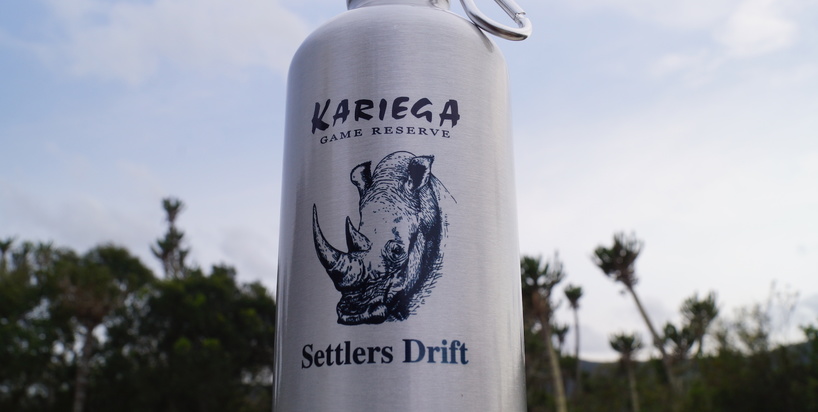 KARIEGA
GAME RESERVE
Settlers Drift